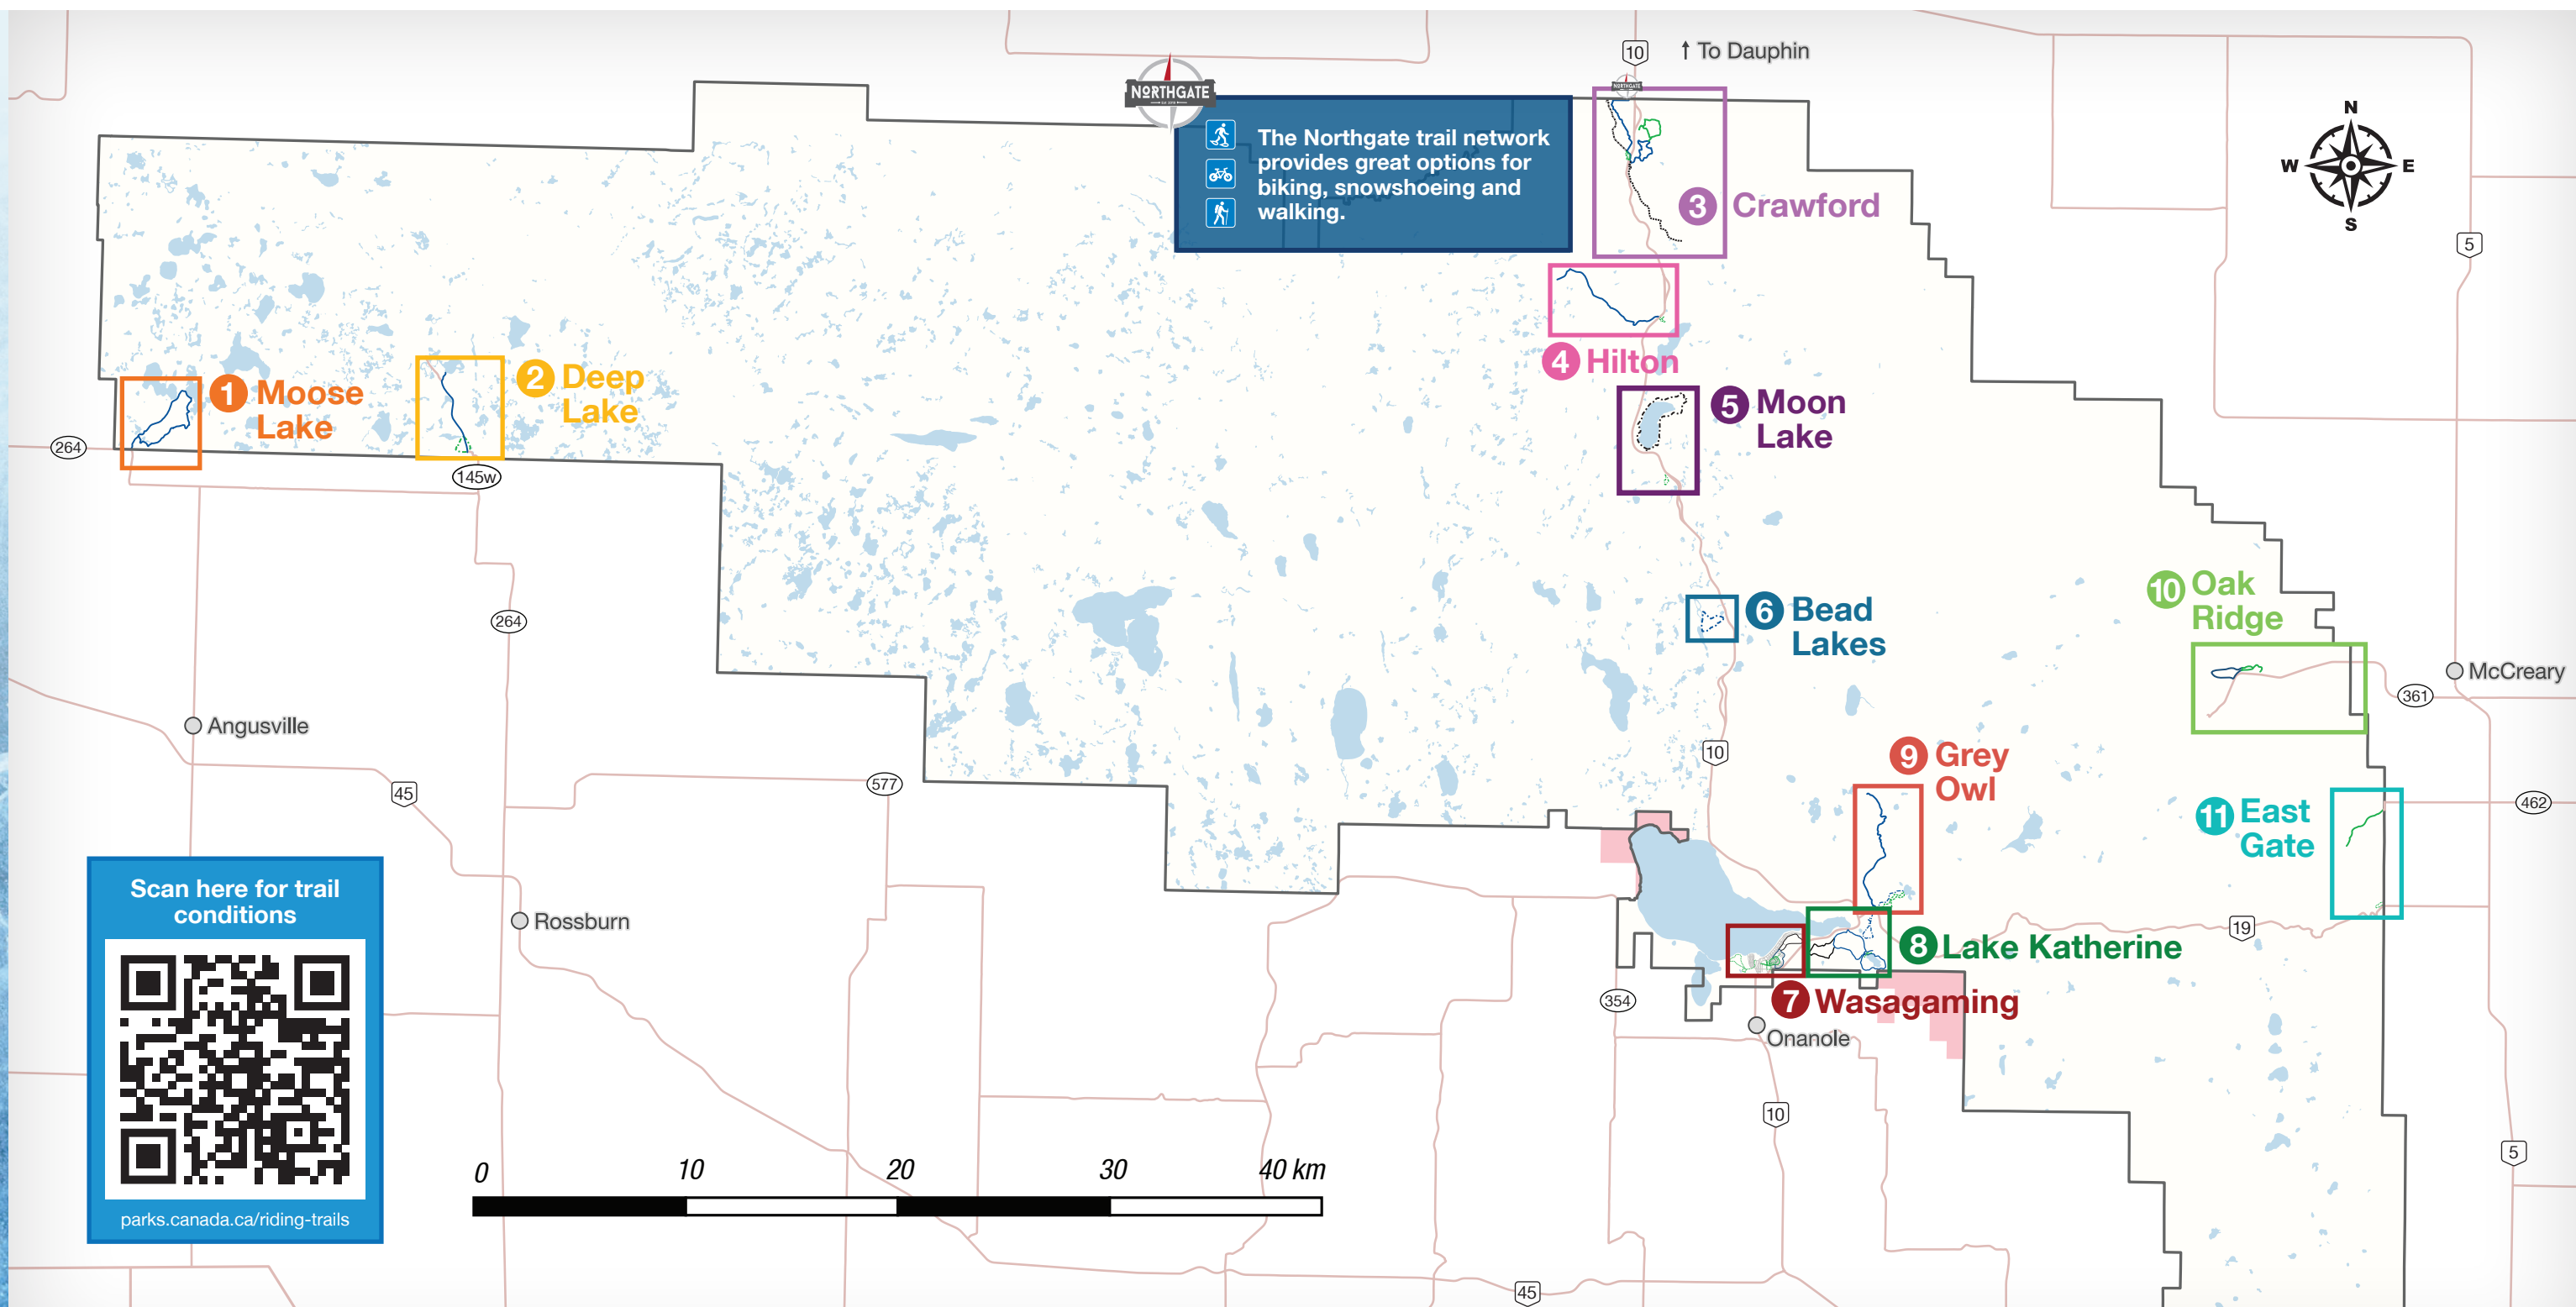 10
↑ To Dauphin
NORTHGATE
NORTHGATE
The Northgate trail network
provides great options for
biking, snowshoeing and
walking.
N
W
E
S
5
3 Crawford
4 Hilton
1 Moose
Lake
2 Deep
Lake
5 Moon
Lake
264
145w
264
6 Bead
Lakes
10 Oak
Ridge
McCreary
361
Angusville
45
577
10
9 Grey
Owl
11 East
Gate
462
Scan here for trail
conditions
parks.canada.ca/riding-trails
Rossburn
19
8 Lake Katherine
7 Wasagaming
354
Onanole
10
5
0
10
20
30
40 km
45